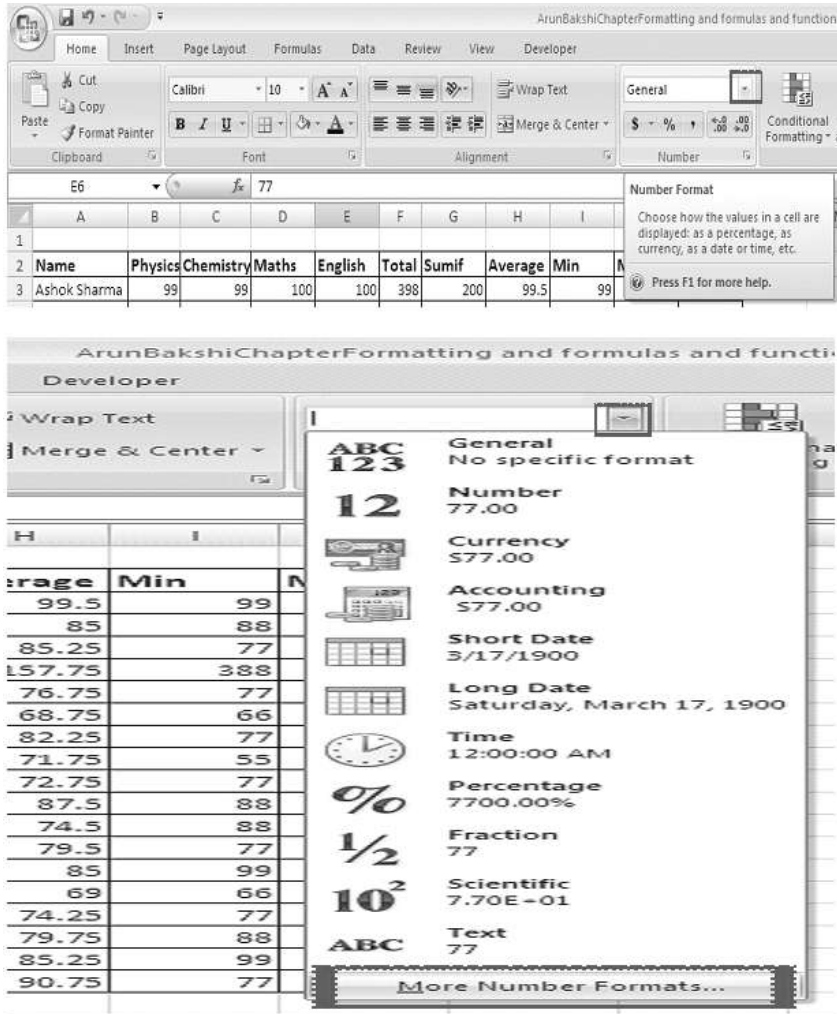 ArunBakshiChapterFormatting and formulas and function
Home Insert Page Layout Formulas Data Review View Developer
Cut
Copy
Format Painter
Paste
Calibri 10 A A
B I U A
Wrap Text
Merge & Center
General
$ % , .0 .00 .00 .0
Conditional
Formatting
Clipboard Font Alignment Number
E6 fx 77
A B C D E F G H I
1
2 Name Physics Chemistry Maths English Total Sumif Average Min M
3 Ashok Sharma 99 99 100 100 398 200 99.5 99
Number Format
Choose how the values in a cell are
displayed: as a percentage, as
currency, as a date or time, etc.
Press F1 for more help.
ArunBakshiChapterFormatting and formulas and functi
Developer
Wrap Text
Merge & Center
H I
erage Min N
99.5 99
85 88
85.25 77
157.75 388
76.75 77
68.75 66
82.25 77
71.75 55
72.75 77
87.5 88
74.5 88
79.5 77
85 99
69 66
74.25 77
79.75 88
85.25 99
90.75 77
ABC
123
General
No specific format
12
Number
77.00
Currency
$77.00
Accounting
$77.00
Short Date
3/17/1900
Long Date
Saturday, March 17, 1900
Time
12:00:00 AM
%
Percentage
7700.00%
1/2
Fraction
77
10²
Scientific
7.70E+01
ABC
Text
77
More Number Formats...